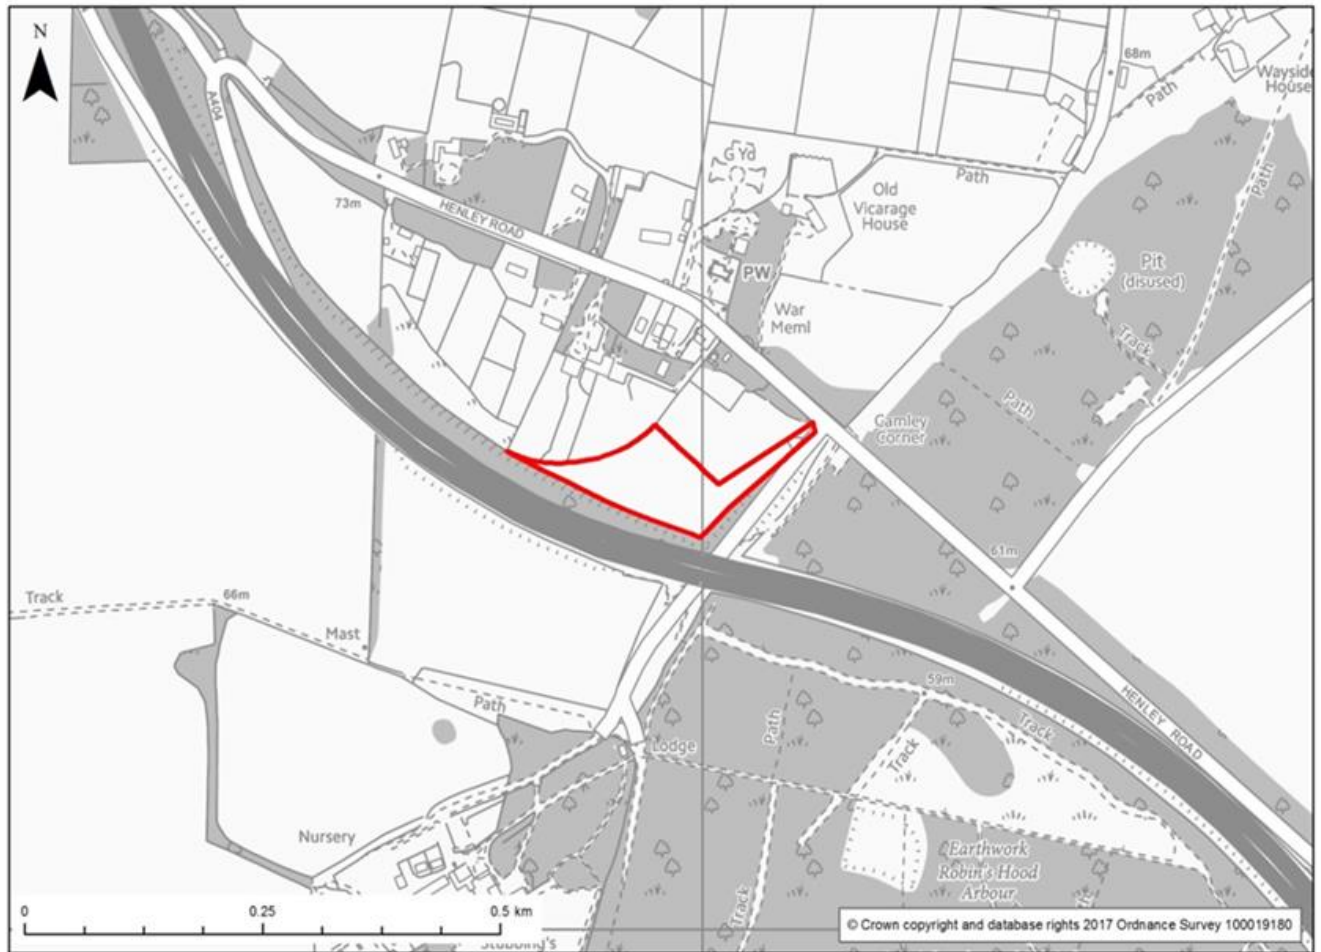 N
A404
73m
HENLEY ROAD
G Yd
PW
War
Meml
Old
Vicarage
House
Path
68m
Path
Wayside
House
Path
Pit
(disused)
Track
Path
Gamley
Corner
61m
HENLEY ROAD
Track
66m
Mast
Path
Lodge
Nursery
59m
Track
Path
Track
Track
Earthwork
Robin's Hood
Arbour
0 0.25 0.5 km
© Crown copyright and database rights 2017 Ordnance Survey 100019180